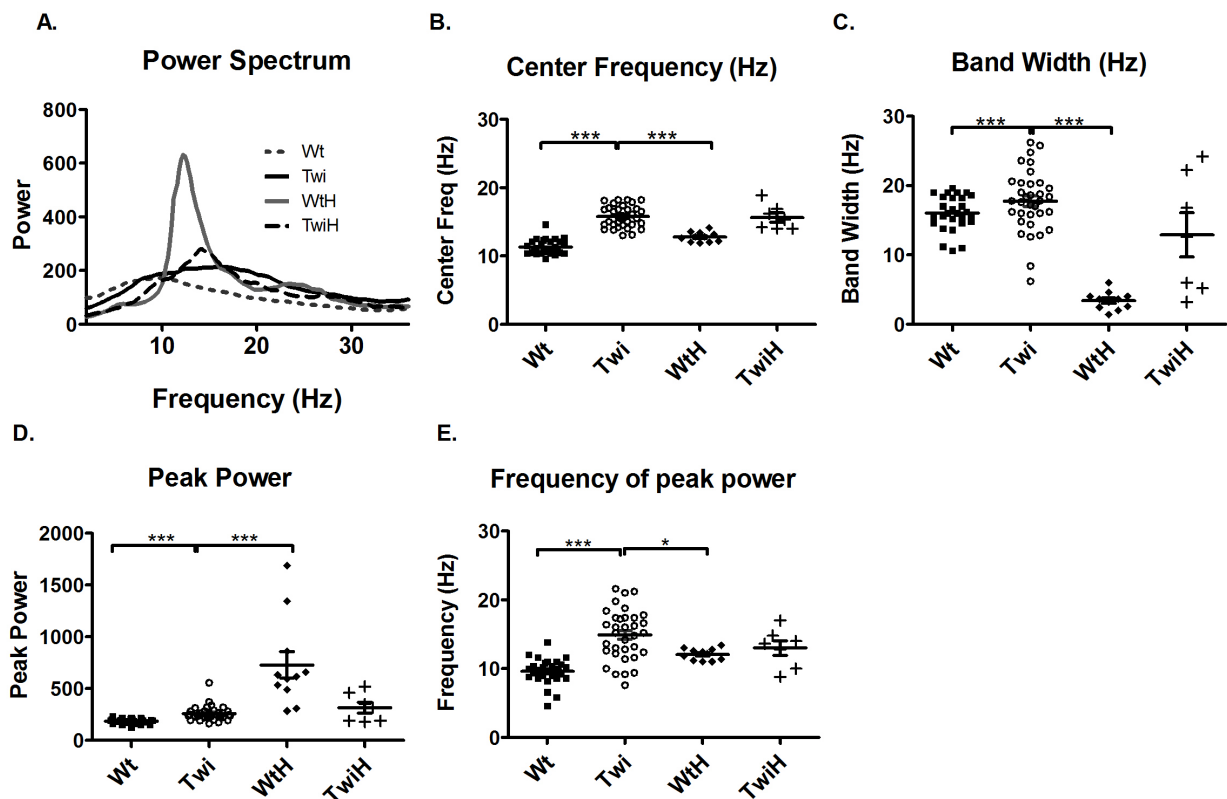 A.
Power Spectrum
800
600
400
200
0
Power
Wt
Twi
WtH
TwiH
10 20 30
Frequency (Hz)
B.
Center Frequency (Hz)
30
20
10
0
Center Freq (Hz)
*** ***
Wt Twi WtH TwiH
C.
Band Width (Hz)
30
20
10
0
Band Width (Hz)
*** ***
Wt Twi WtH TwiH
D.
Peak Power
2000
1500
1000
500
0
Peak Power
*** ***
Wt Twi WtH TwiH
E.
Frequency of peak power
30
20
10
0
Frequency (Hz)
*** *
Wt Twi WtH TwiH